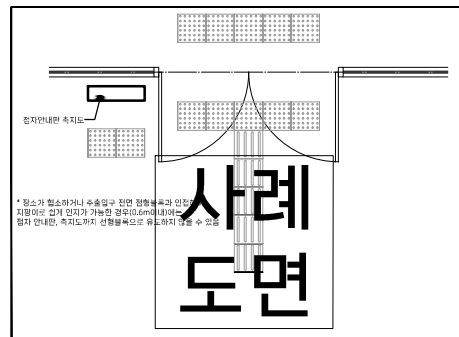 점자안내판 측지도
* 장소가 협소하거나 주출입구 전면 점형블록과 인접해
지팡이로 쉽게 인지가 가능한 경우(0.6m이내)에는
점자 안내판, 촉지도까지 선형블록으로 유도하지 않을 수 있음
사례
도면